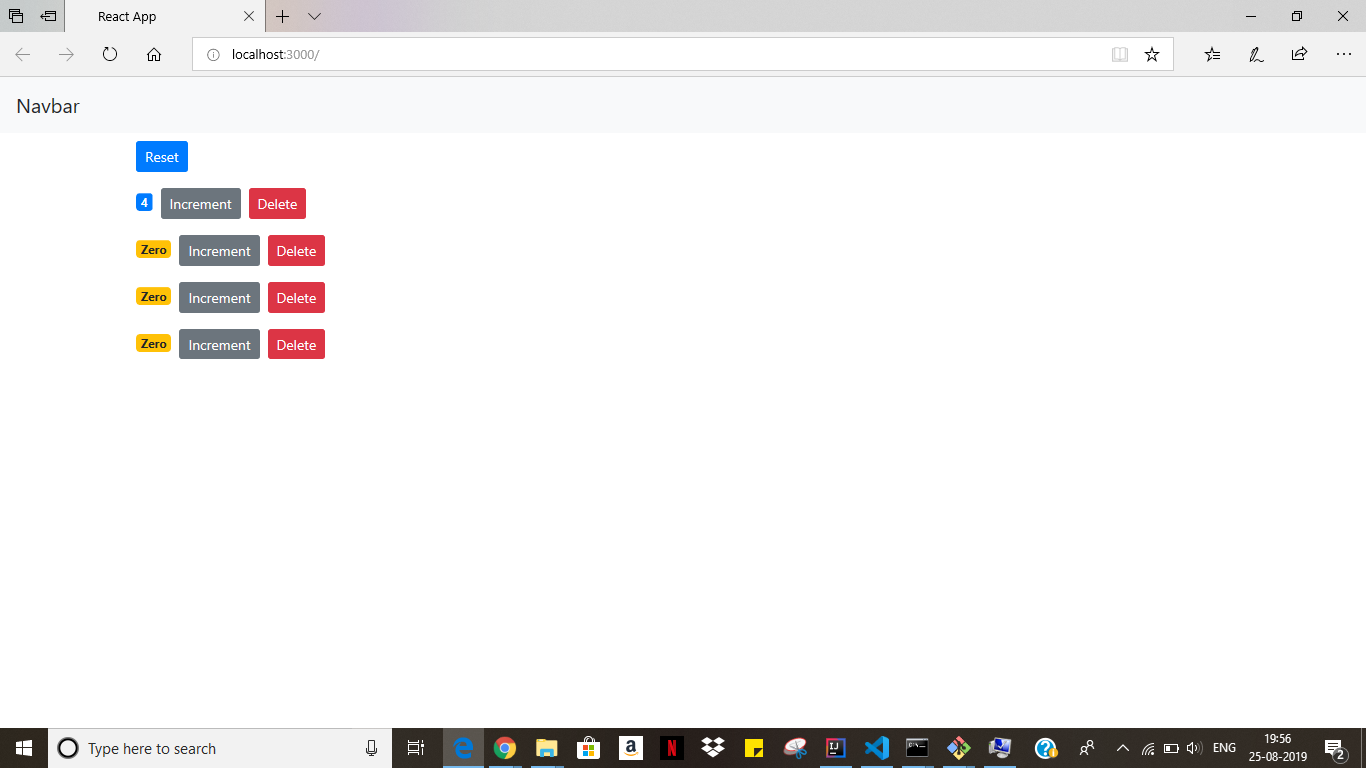 React App
localhost:3000/
Navbar
Reset
4 Increment Delete
Zero Increment Delete
Zero Increment Delete
Zero Increment Delete
Type here to search
a
N
IJ
C:\.
?
ENG
19:56
25-08-2019
2